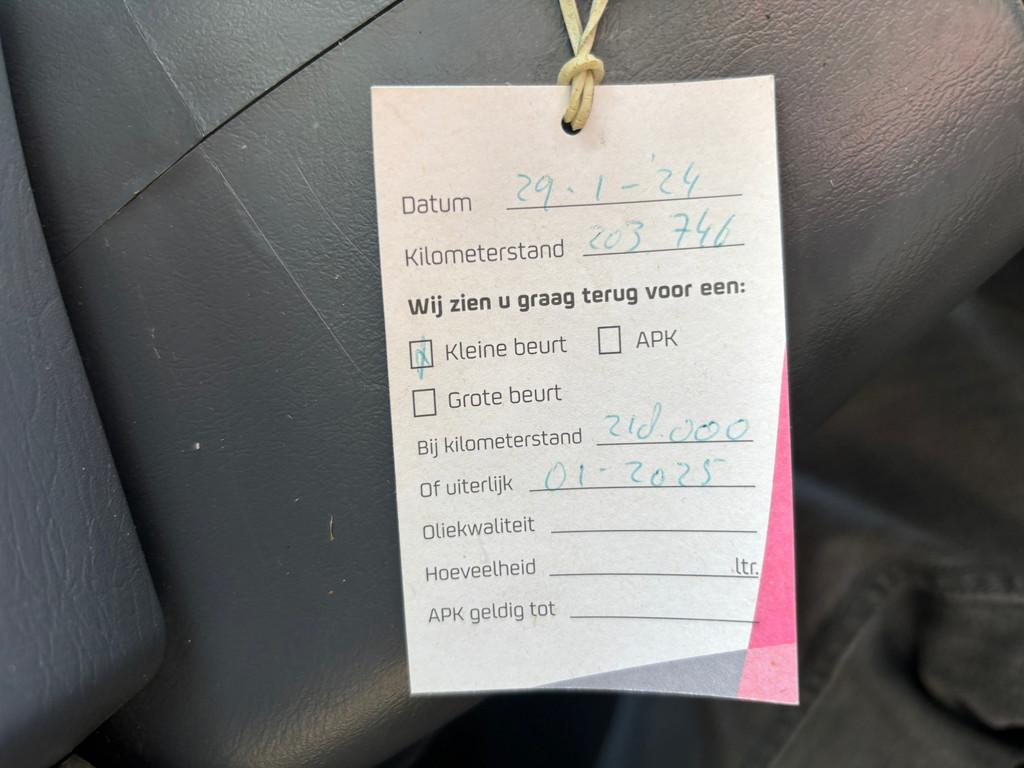 Datum 29-1-'24
Kilometerstand 203 746
Wij zien u graag terug voor een:
Kleine beurt APK
Grote beurt
Bij kilometerstand 218.000
Of uiterlijk 01-2025
Oliekwaliteit
Hoeveelheid ltr.
APK geldig tot